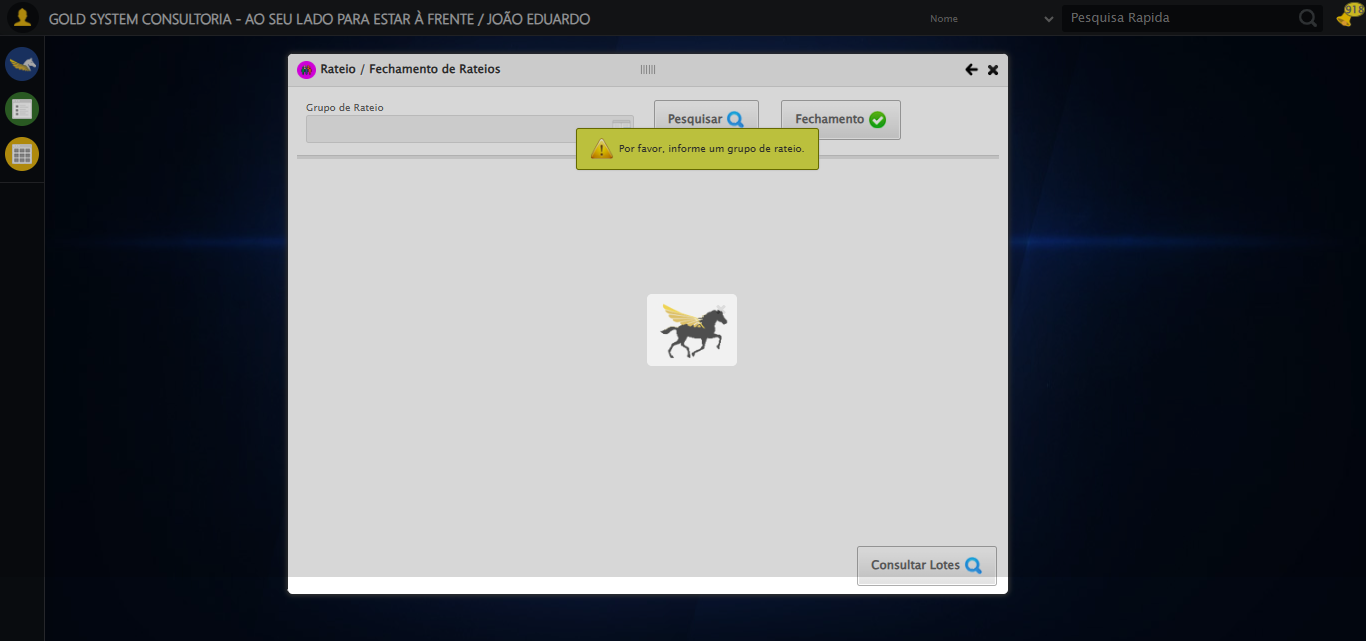 GOLD SYSTEM CONSULTORIA - AO SEU LADO PARA ESTAR À FRENTE / JOÃO EDUARDO
Nome
Pesquisa Rapida
918
Rateio / Fechamento de Rateios
Grupo de Rateio
Pesquisar
Fechamento
Por favor, informe um grupo de rateio.
Consultar Lotes